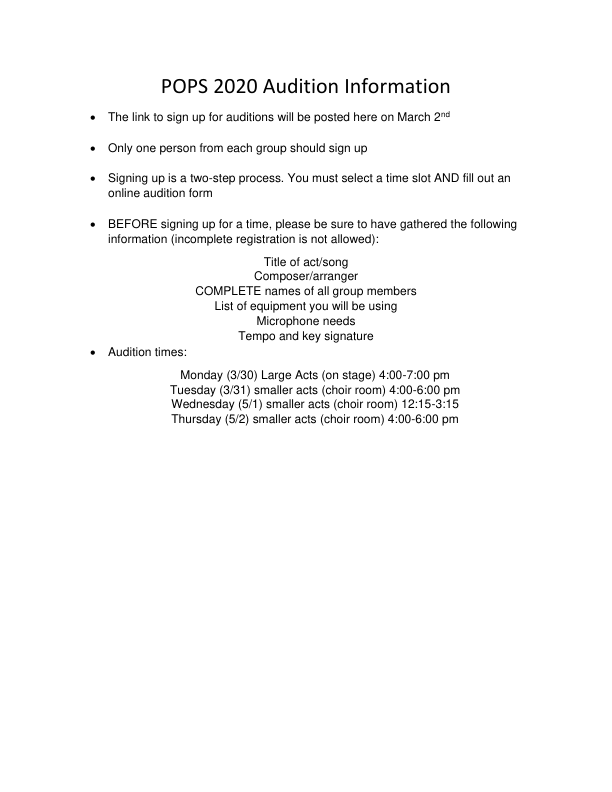 POPS 2020 Audition Information
• The link to sign up for auditions will be posted here on March 2nd
• Only one person from each group should sign up
• Signing up is a two-step process. You must select a time slot AND fill out an
online audition form
• BEFORE signing up for a time, please be sure to have gathered the following
information (incomplete registration is not allowed):
Title of act/song
Composer/arranger
COMPLETE names of all group members
List of equipment you will be using
Microphone needs
Tempo and key signature
• Audition times:
Monday (3/30) Large Acts (on stage) 4:00-7:00 pm
Tuesday (3/31) smaller acts (choir room) 4:00-6:00 pm
Wednesday (5/1) smaller acts (choir room) 12:15-3:15
Thursday (5/2) smaller acts (choir room) 4:00-6:00 pm